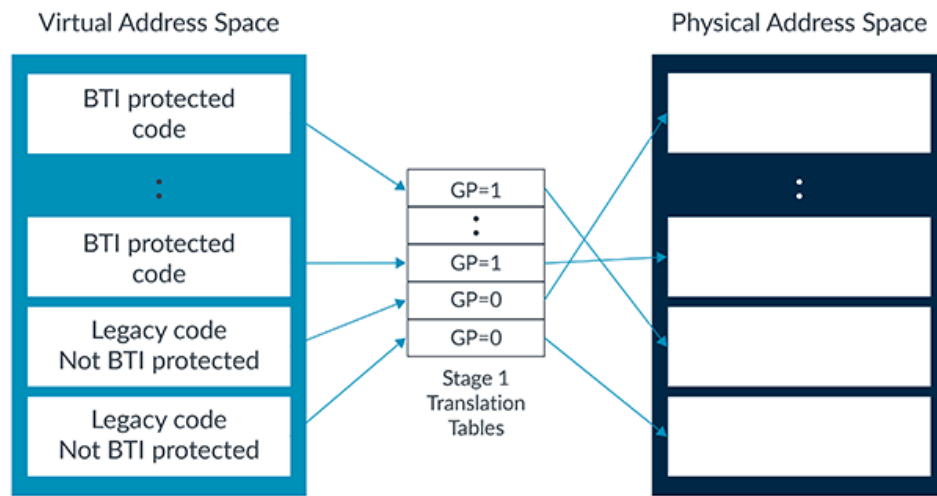 Virtual Address Space
Physical Address Space
BTI protected
code
:
BTI protected
code
Legacy code
Not BTI protected
Legacy code
Not BTI protected
GP=1
:
GP=1
GP=0
GP=0
Stage 1
Translation
Tables
: